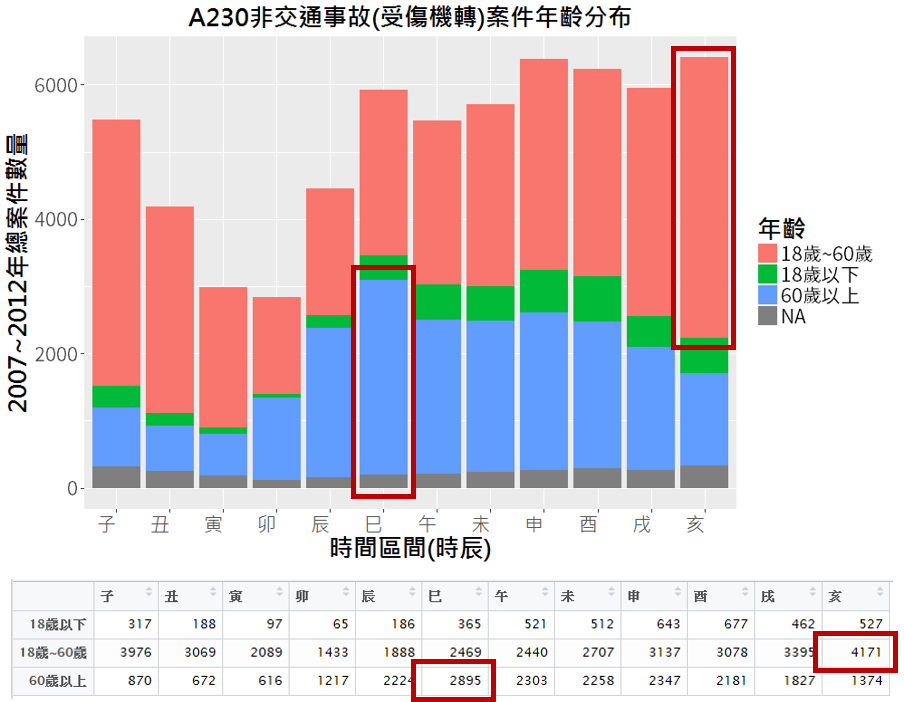 A230非交通事故(受傷機轉)案件年齡分布
2007~2012年總案件數量
6000
4000
2000
0
子 丑 寅 卯 辰 巳 午 未 申 酉 戌 亥
時間區間(時辰)
年齡
18歲~60歲
18歲以下
60歲以上
NA
子 丑 寅 卯 辰 巳 午 未 申 酉 戌 亥
18歲以下 317 188 97 65 186 365 521 512 643 677 462 527
18歲~60歲 3976 3069 2089 1433 1888 2469 2440 2707 3137 3078 3395 4171
60歲以上 870 672 616 1217 2224 2895 2303 2258 2347 2181 1827 1374